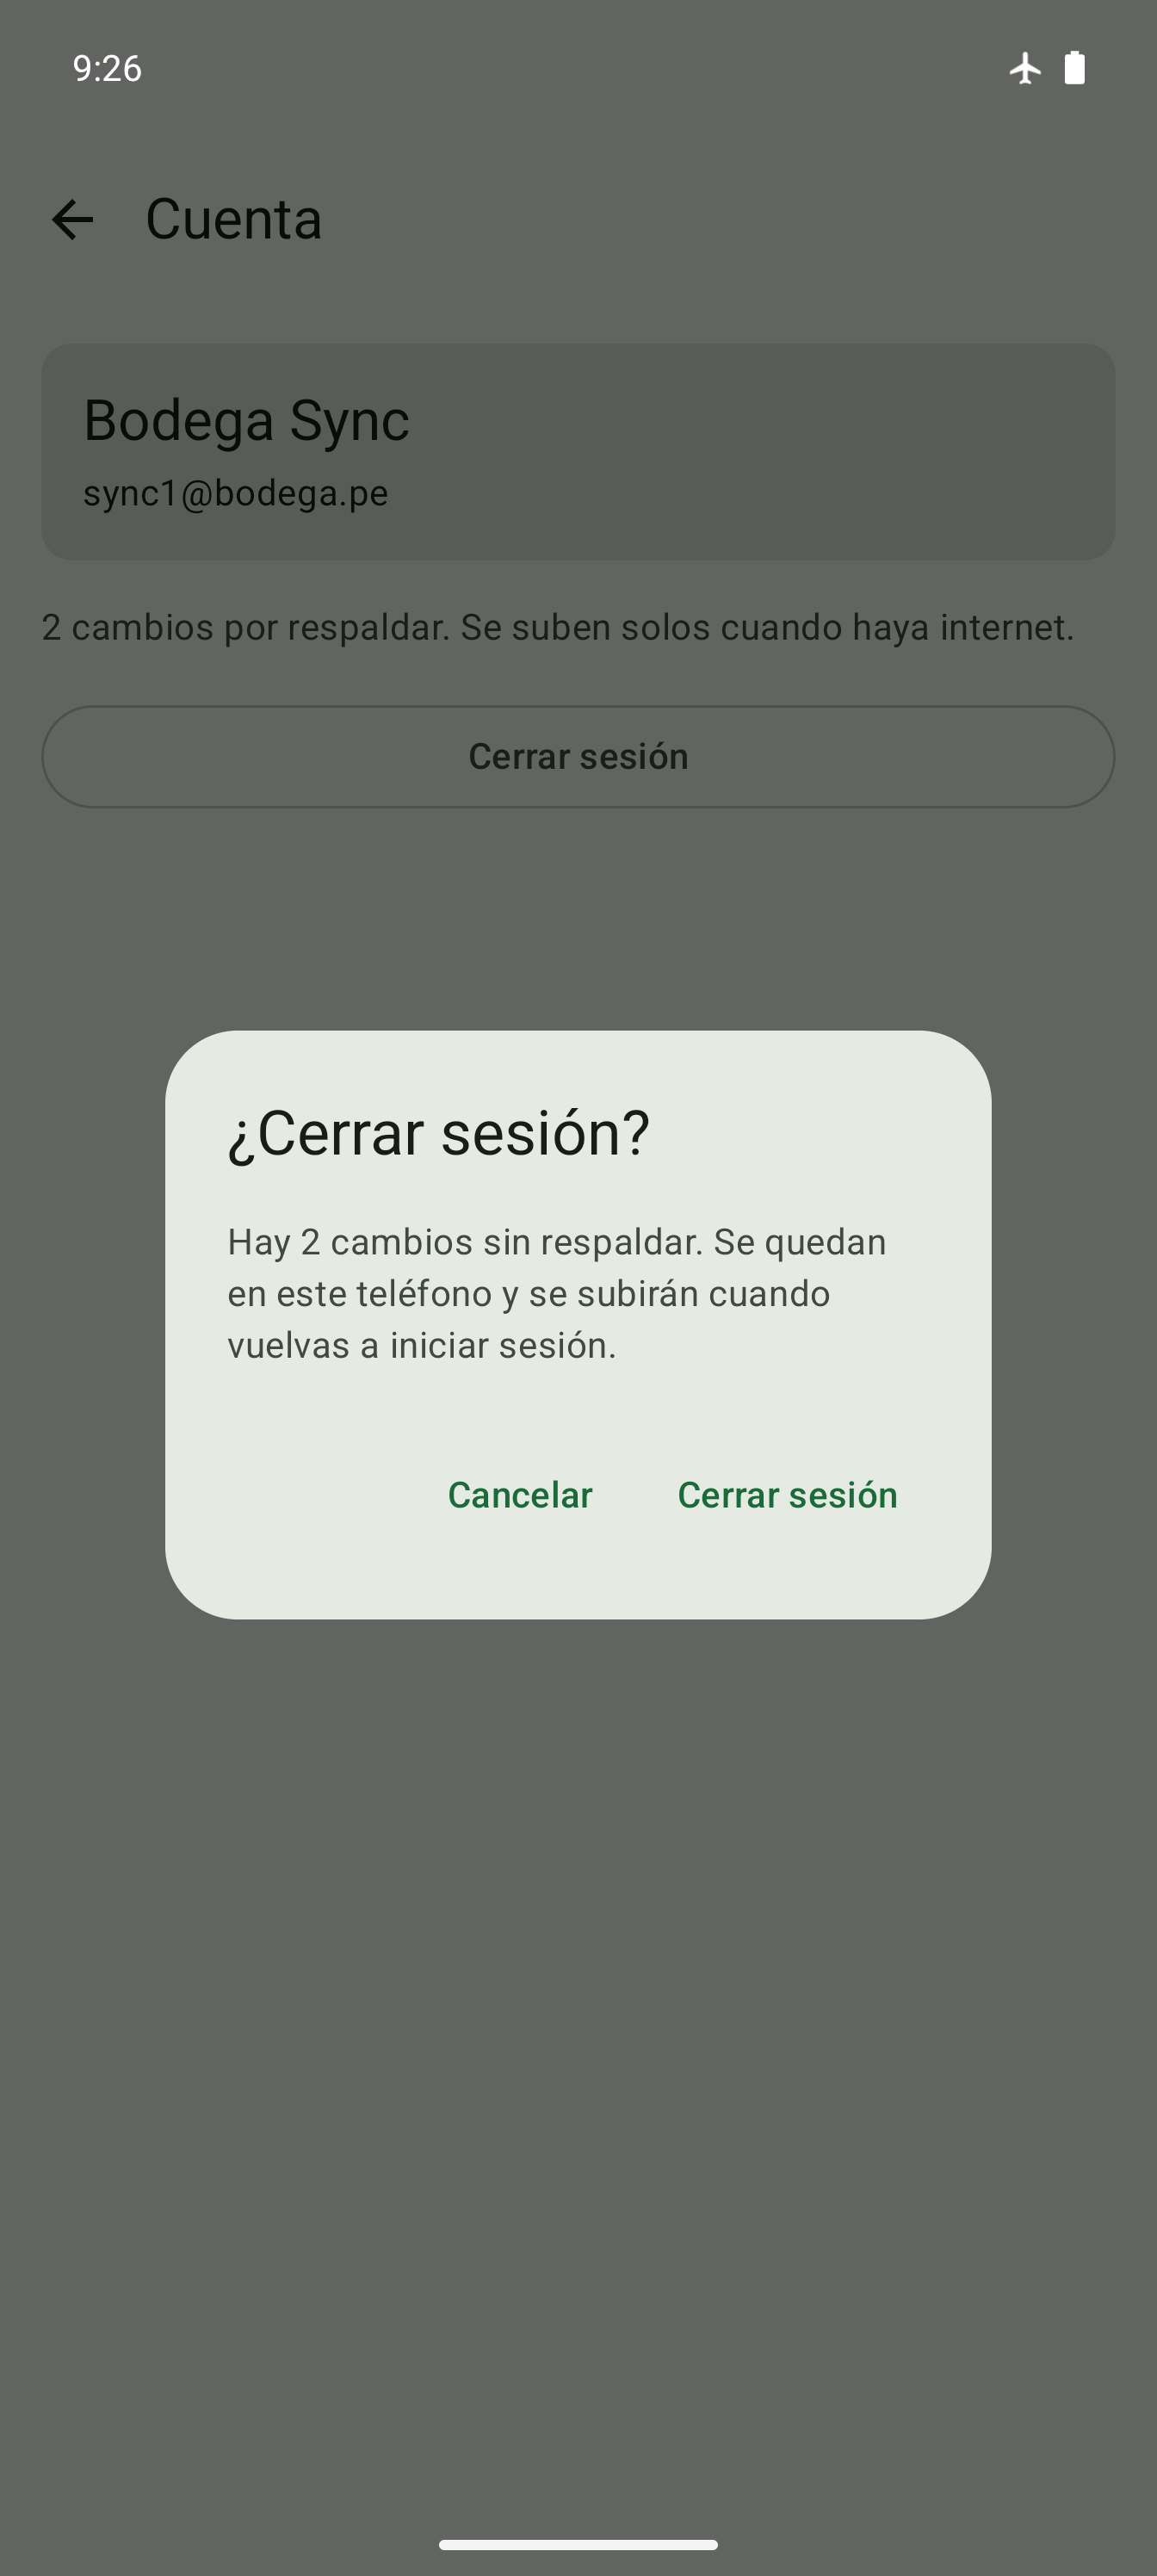 9:26
Cuenta
Bodega Sync
sync1@bodega.pe
2 cambios por respaldar. Se suben solos cuando haya internet.
Cerrar sesión
¿Cerrar sesión?
Hay 2 cambios sin respaldar. Se quedan
en este teléfono y se subirán cuando
vuelvas a iniciar sesión.
Cancelar Cerrar sesión